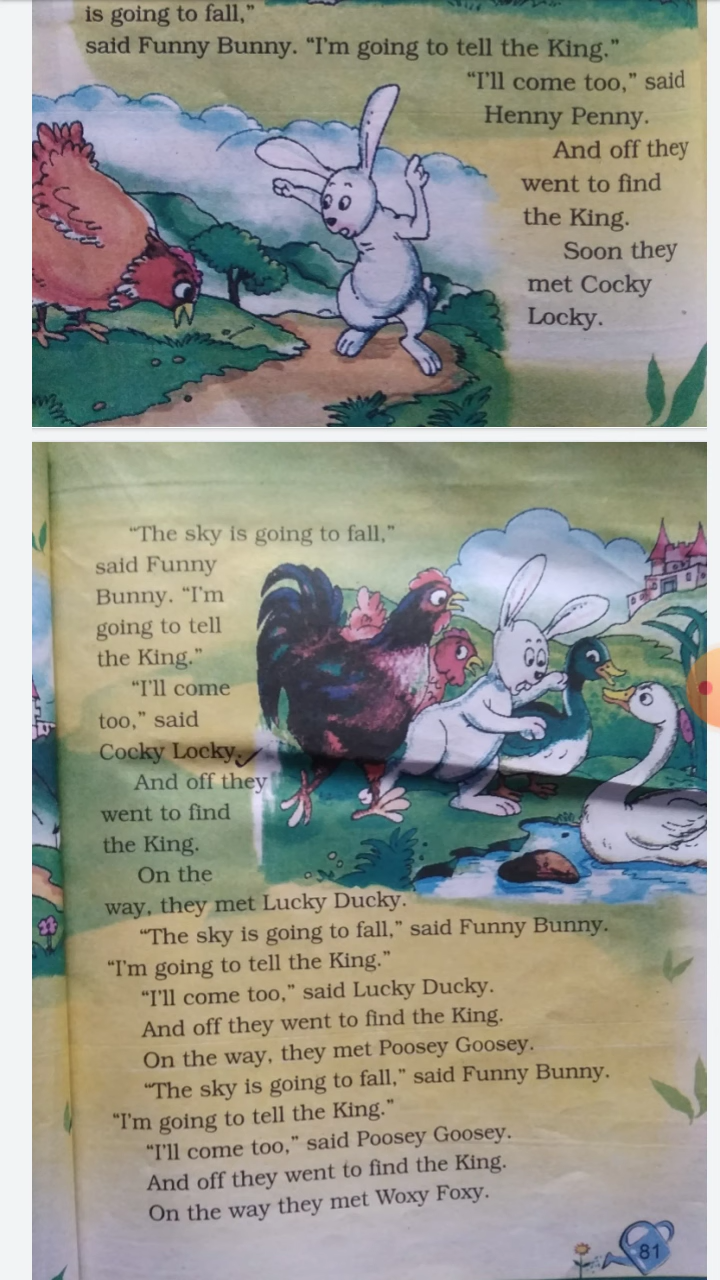 is going to fall,”
said Funny Bunny. “I'm going to tell the King.”
“I'll come too,” said
Henny Penny.
And off they
went to find
the King.
Soon they
met Cocky
Locky.
“The sky is going to fall,”
said Funny
Bunny. “I'm
going to tell
the King.”
“I'll come
too,” said
Cocky Locky.
And off they
went to find
the King.
On the
way, they met Lucky Ducky.
“The sky is going to fall,” said Funny Bunny.
“I'm going to tell the King.”
“I'll come too,” said Lucky Ducky.
And off they went to find the King.
On the way, they met Poosey Goosey.
“The sky is going to fall,” said Funny Bunny.
“I'm going to tell the King.”
“I'll come too,” said Poosey Goosey.
And off they went to find the King.
On the way they met Woxy Foxy.
81